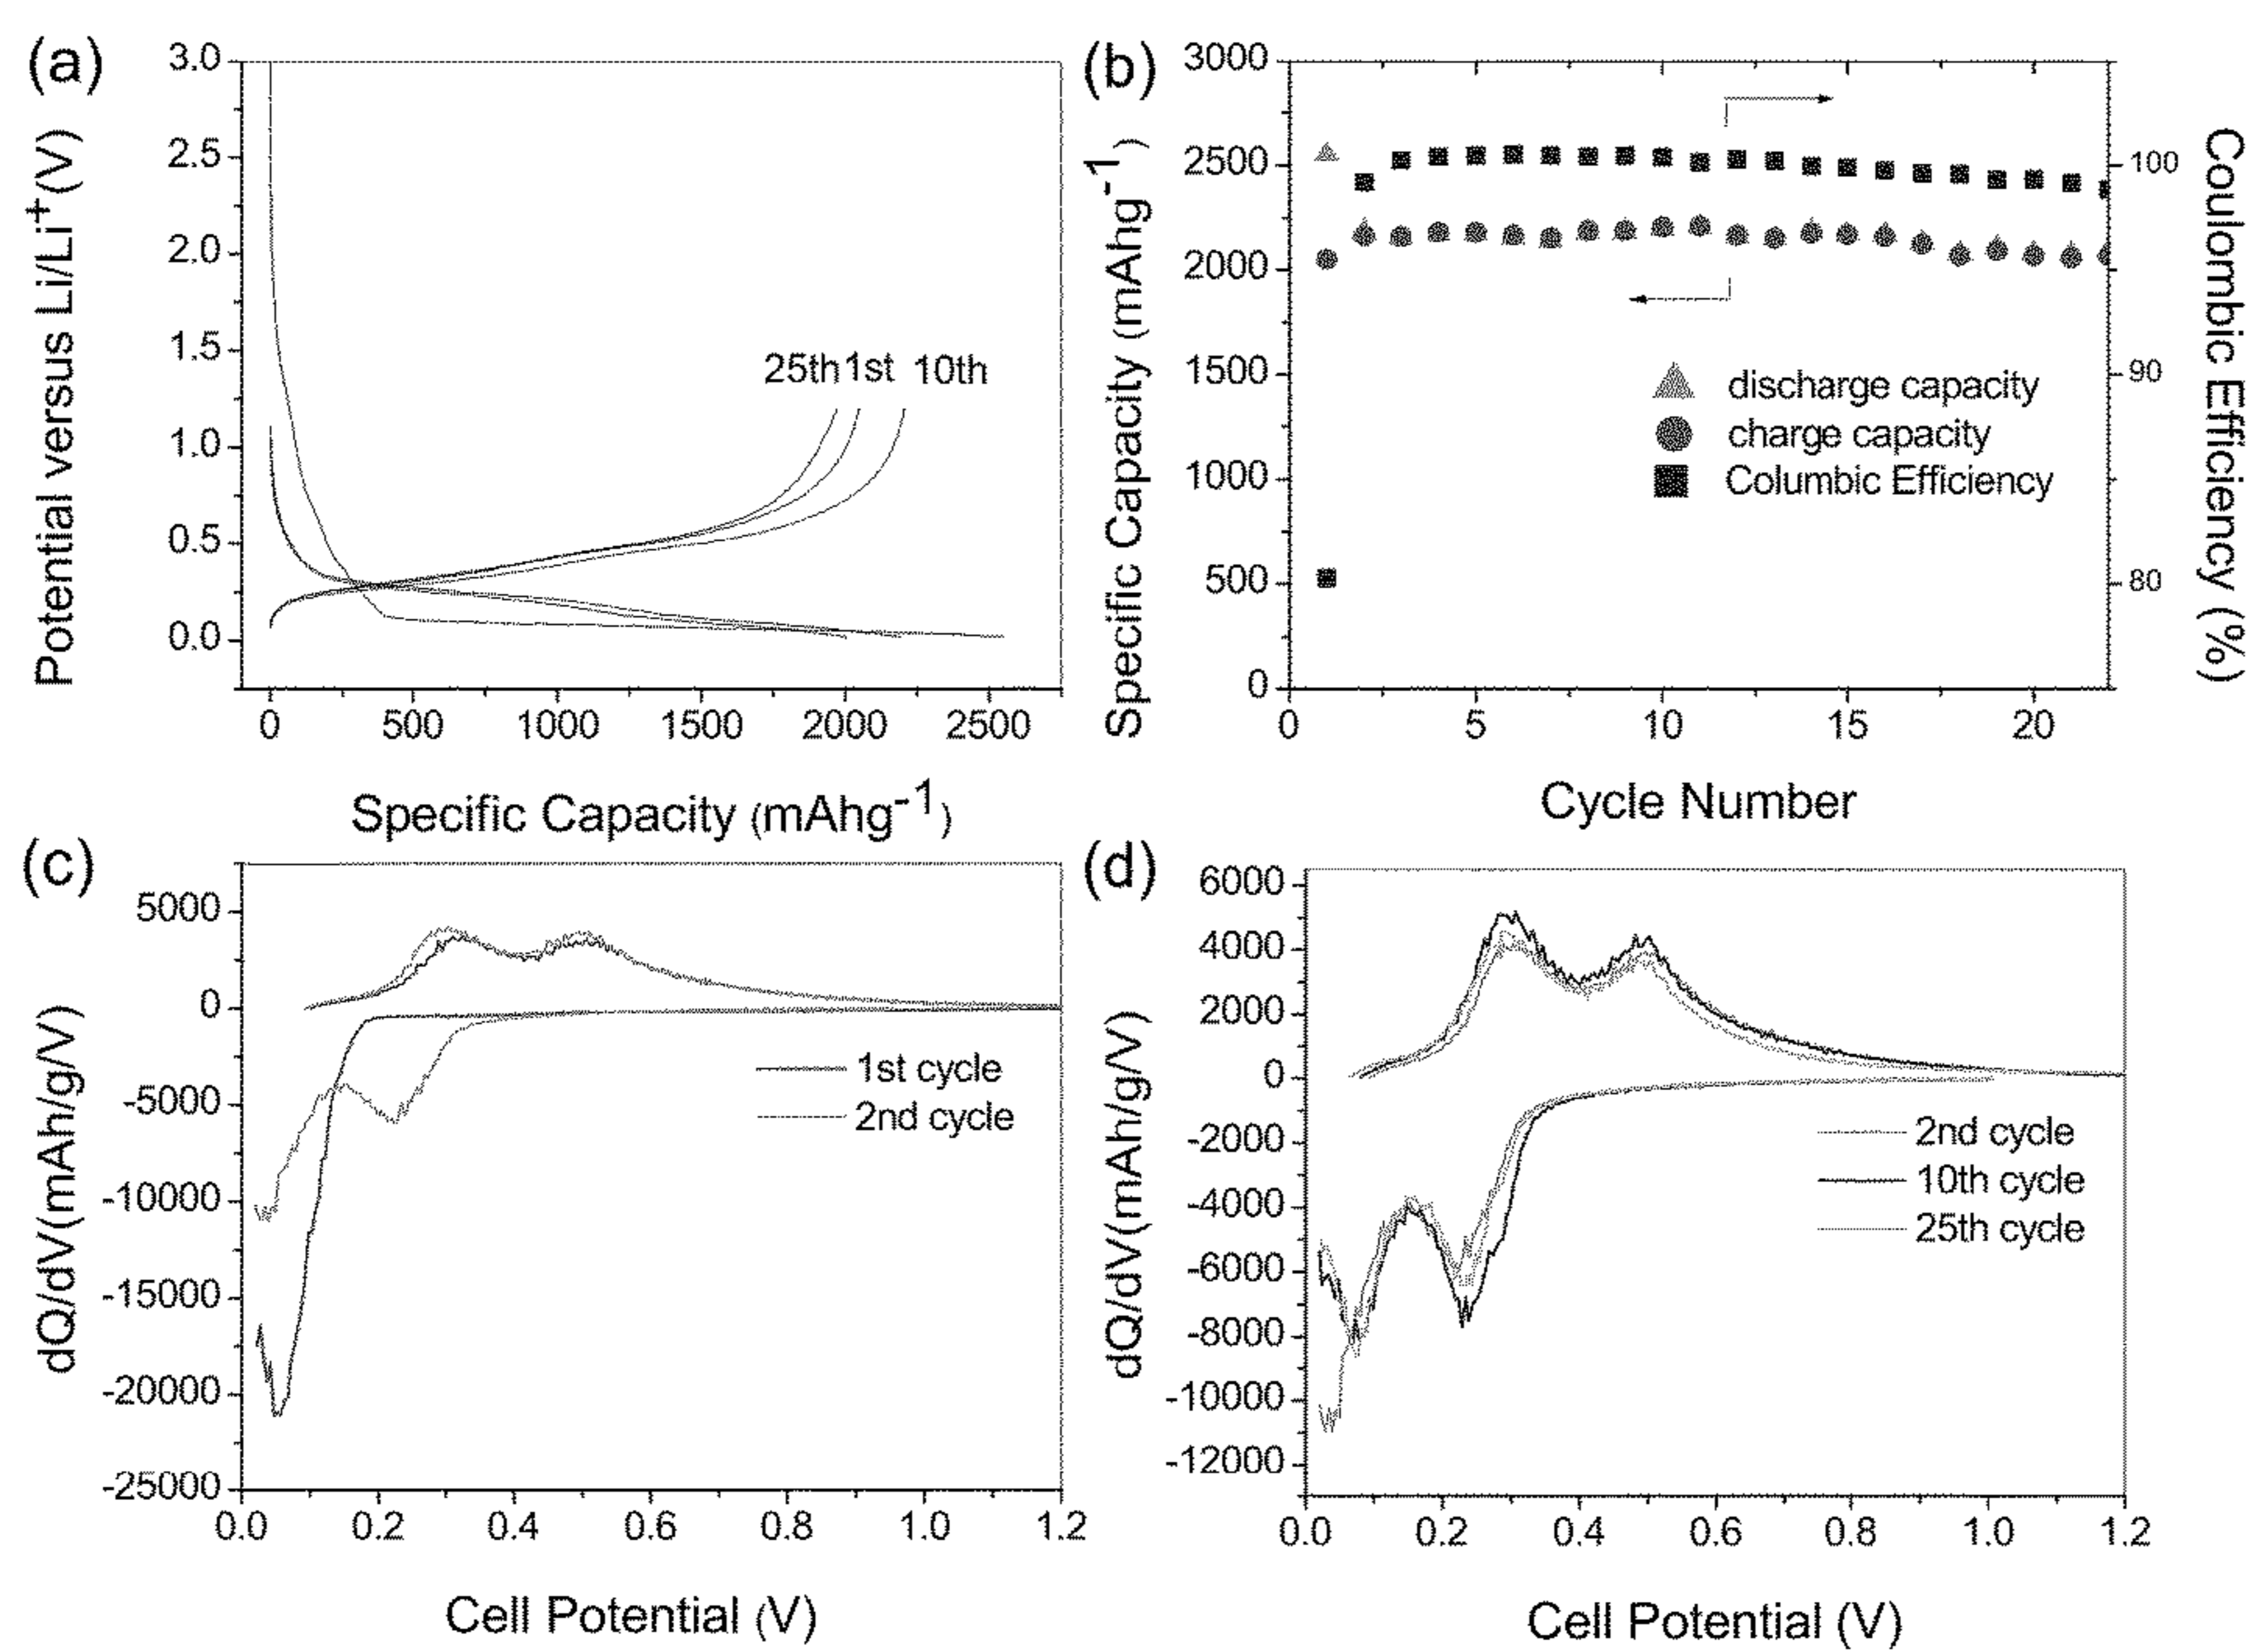 (a)
3.0
2.5
2.0
1.5
1.0
0.5
0.0
Potential versus Li/Li+(V)
25th 1st 10th
0 500 1000 1500 2000 2500
Specific Capacity (mAhg-1)
(b)
3000
2500
2000
1500
1000
500
0
Specific Capacity (mAhg-1)
discharge capacity
charge capacity
Columbic Efficiency
100
90
80
Coulombic Efficiency (%)
0 5 10 15 20
Cycle Number
(c)
5000
0
-5000
-10000
-15000
-20000
-25000
dQ/dV(mAh/g/V)
1st cycle
2nd cycle
0.0 0.2 0.4 0.6 0.8 1.0 1.2
Cell Potential (V)
(d)
6000
4000
2000
0
-2000
-4000
-6000
-8000
-10000
-12000
dQ/dV(mAh/g/V)
2nd cycle
10th cycle
25th cycle
0.0 0.2 0.4 0.6 0.8 1.0 1.2
Cell Potential (V)